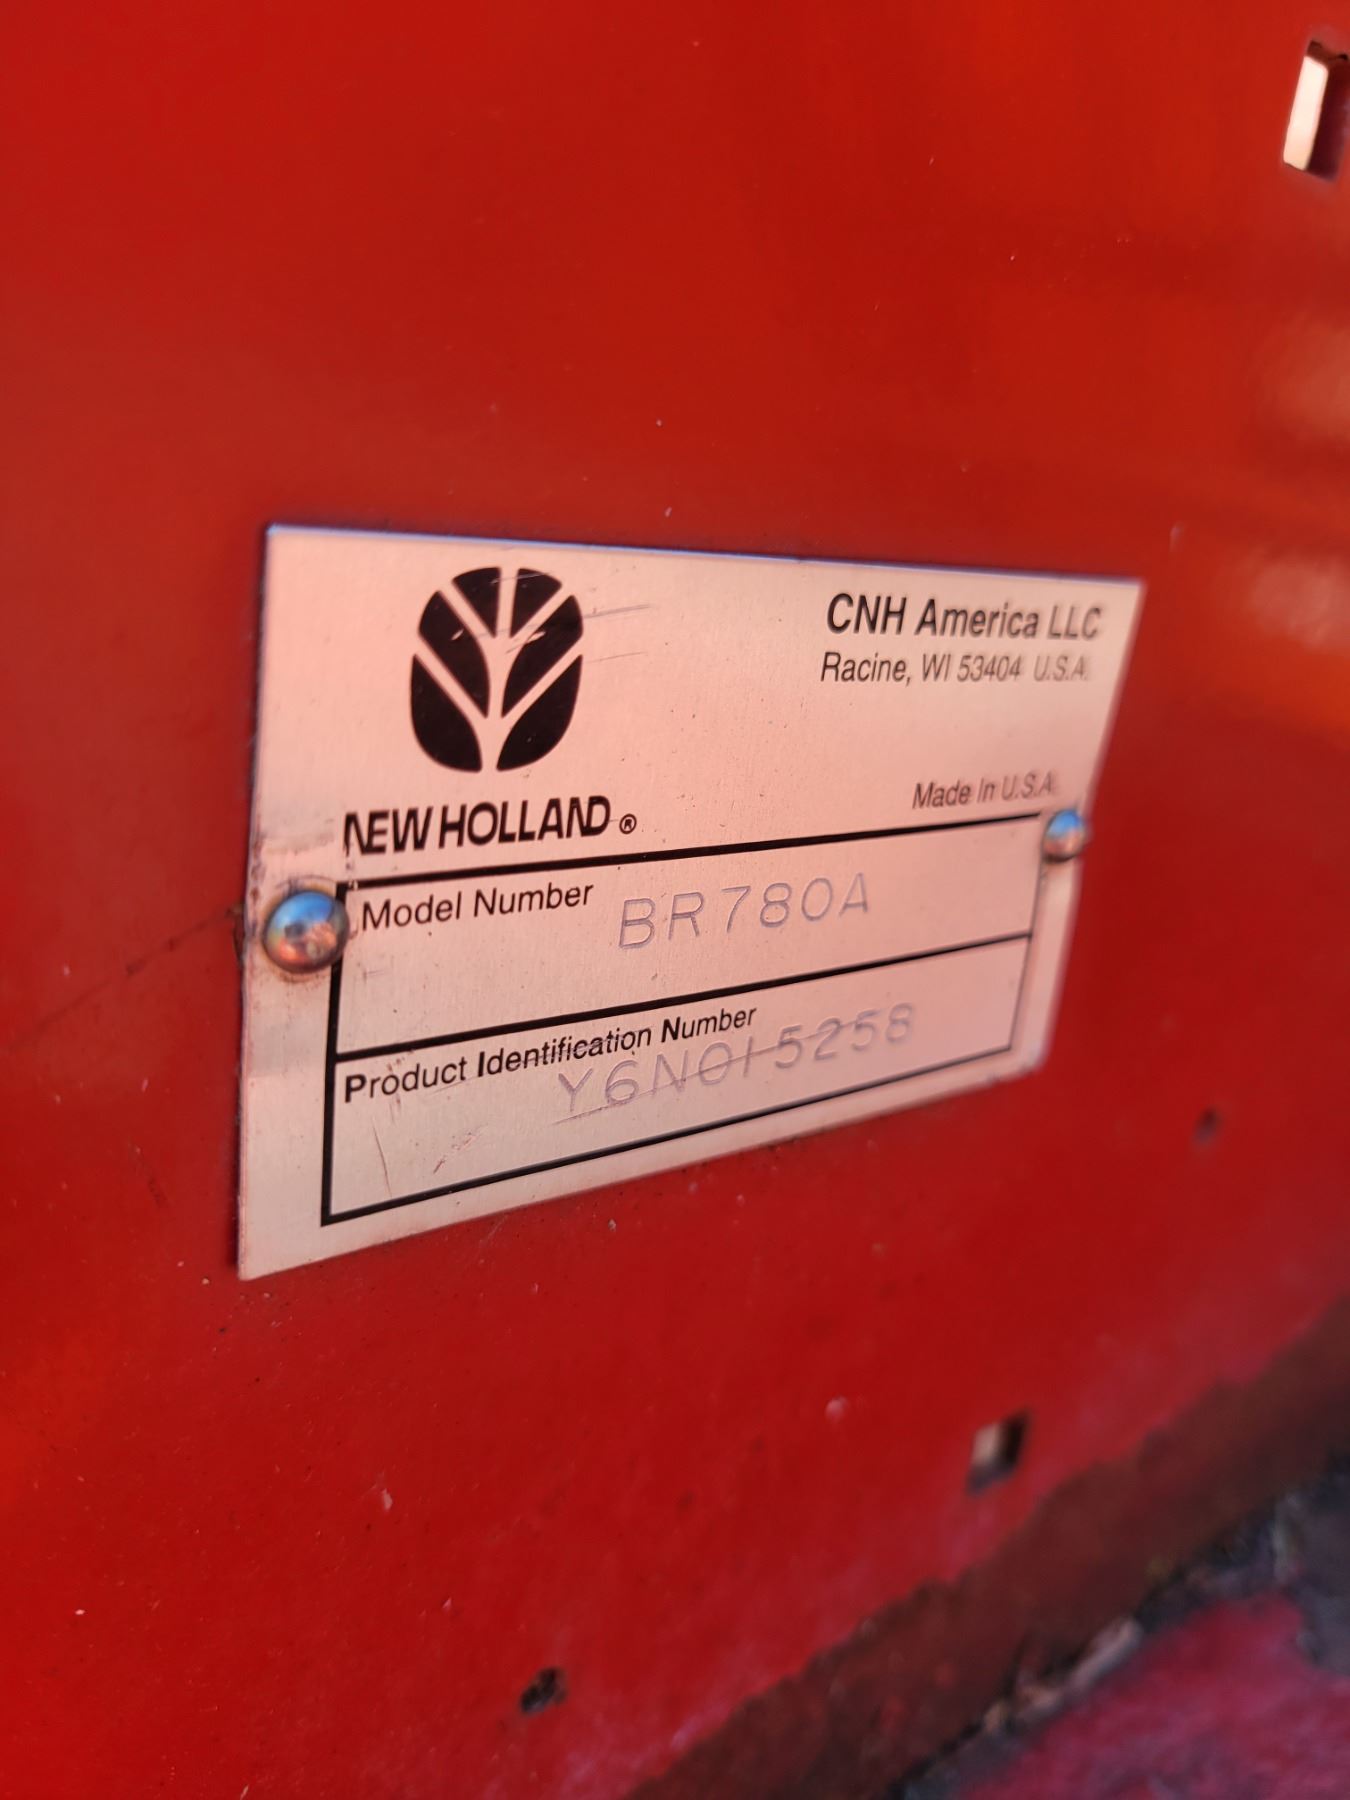 CNH America LLC
Racine, WI 53404 U.S.A.
NEW HOLLAND®
Made In U.S.A.
Model Number BR780A
Product Identification Number
Y6N015258